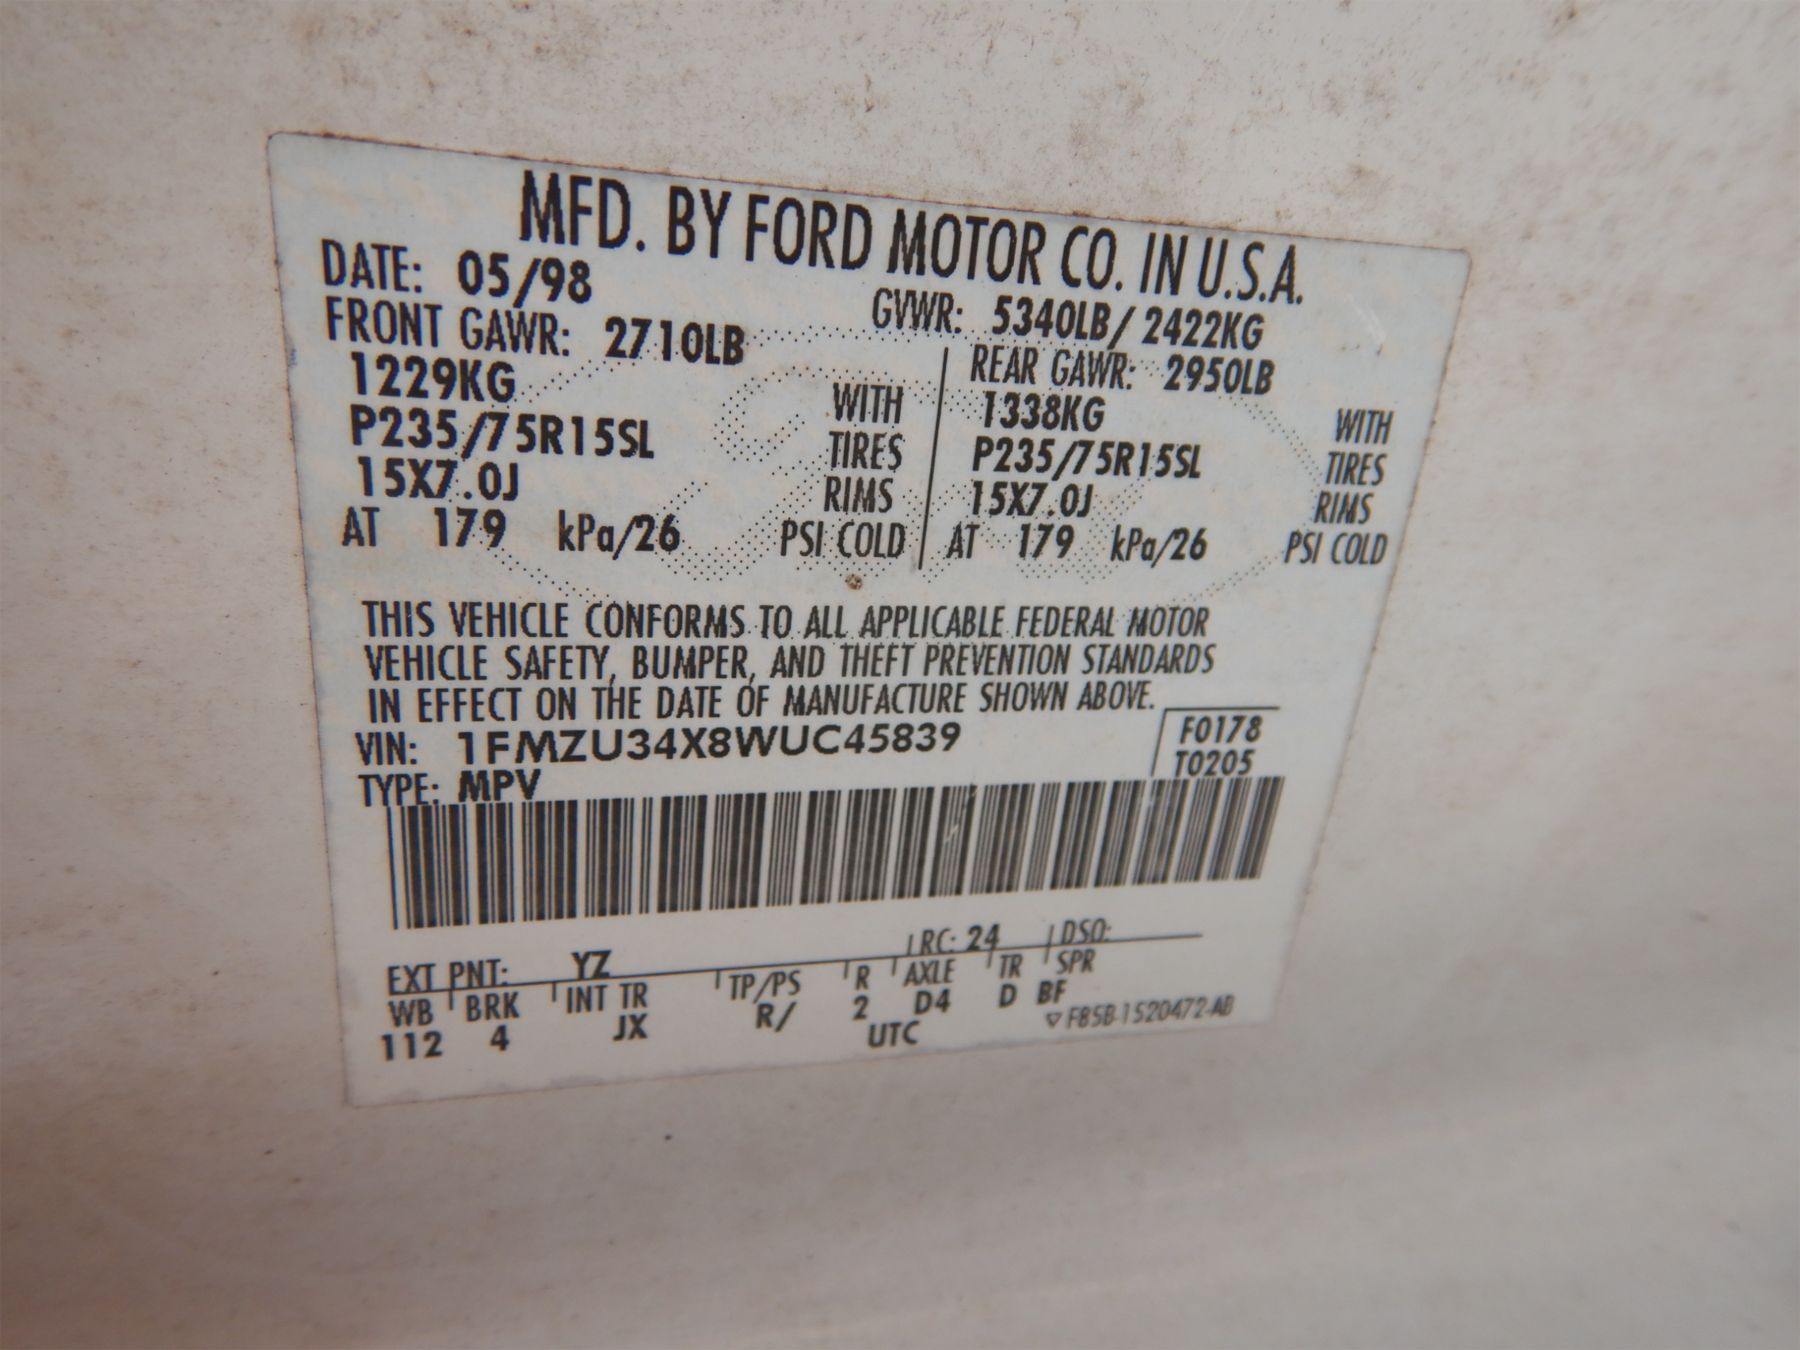 MFD. BY FORD MOTOR CO. IN U.S.A.
DATE: 05/98 GVWR: 5340LB/ 2422KG
FRONT GAWR: 2710LB REAR GAWR: 2950LB
1229KG WITH 1338KG WITH
P235/75R15SL TIRES P235/75R15SL TIRES
15X7.0J RIMS 15X7.0J RIMS
AT 179 kPa/26 PSI COLD AT 179 kPa/26 PSI COLD
THIS VEHICLE CONFORMS TO ALL APPLICABLE FEDERAL MOTOR
VEHICLE SAFETY, BUMPER, AND THEFT PREVENTION STANDARDS
IN EFFECT ON THE DATE OF MANUFACTURE SHOWN ABOVE.
VIN: 1FMZU34X8WUC45839 F0178
TYPE: MPV T0205
EXT PNT: YZ RC: 24 DSO:
WB BRK INT TR TP/PS R AXLE TR SPR
112 4 JX R/ 2 D4 D BF
UTC ▽ F85B-1520472-AB